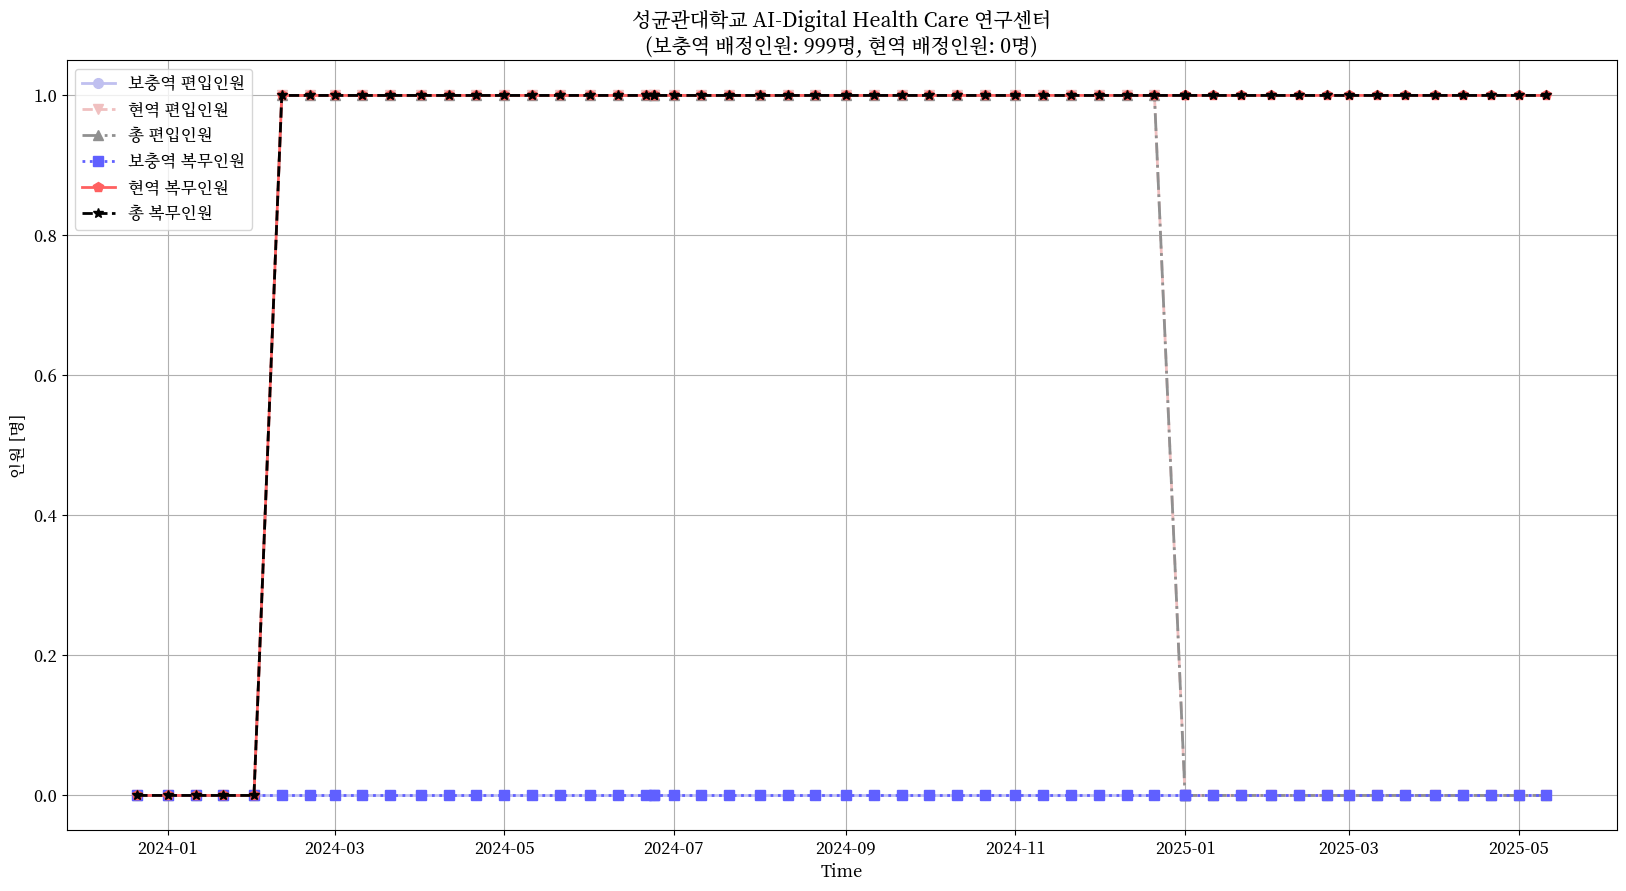 성균관대학교 AI-Digital Health Care 연구센터
(보충역 배정인원: 999명, 현역 배정인원: 0명)
보충역 편입인원
현역 편입인원
총 편입인원
보충역 복무인원
현역 복무인원
총 복무인원
1.0
0.8
0.6
0.4
0.2
0.0
인원 [명]
2024-01 2024-03 2024-05 2024-07 2024-09 2024-11 2025-01 2025-03 2025-05
Time